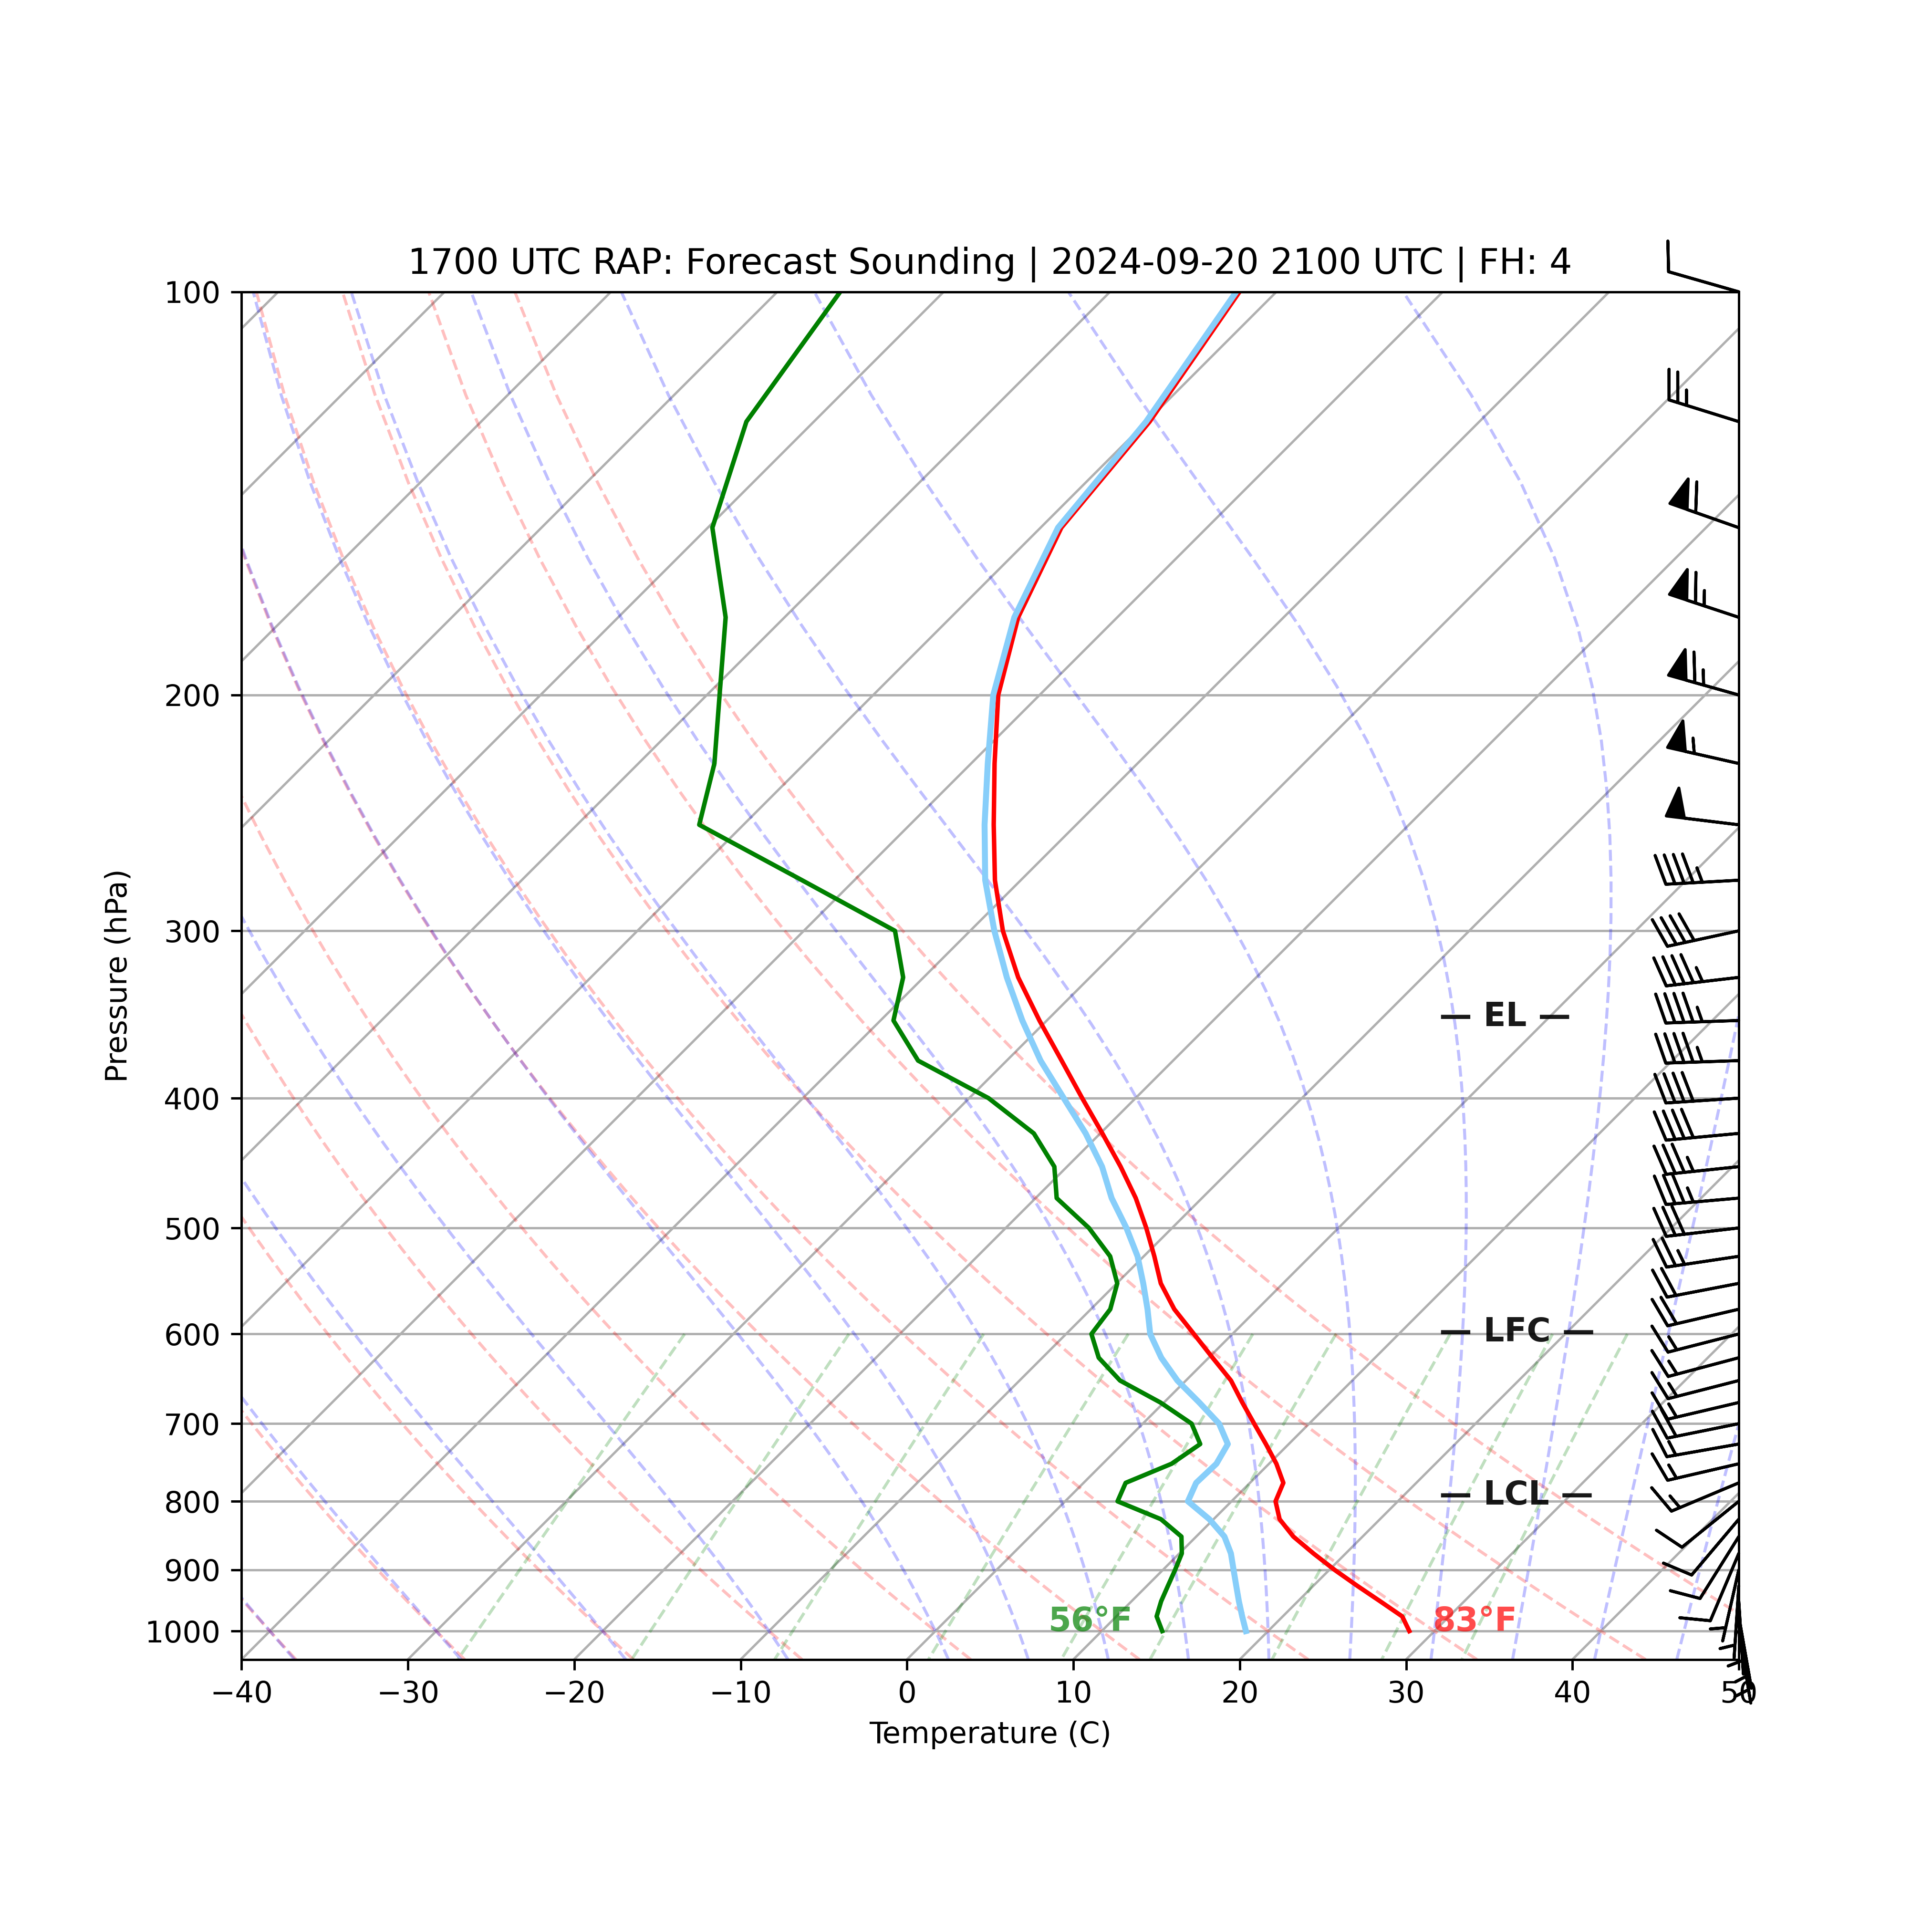 1700 UTC RAP: Forecast Sounding | 2024-09-20 2100 UTC | FH: 4
100
200
300
400
500
600
700
800
900
1000
Pressure (hPa)
— EL —
— LFC —
— LCL —
56°F
83°F
−40
−30
−20
−10
0
10
20
30
40
50
Temperature (C)